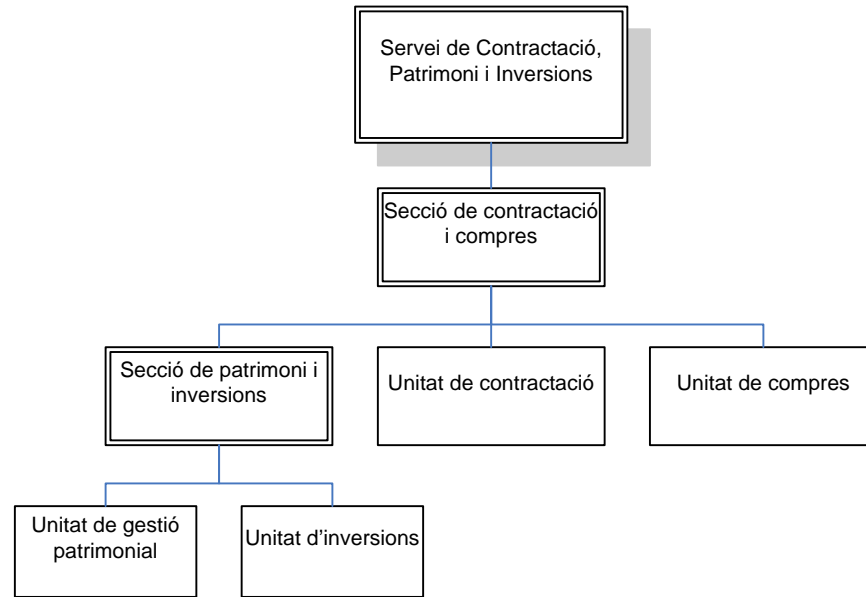 Servei de Contractació,
Patrimoni i Inversions
Secció de contractació
i compres
Secció de patrimoni i
inversions
Unitat de contractació
Unitat de compres
Unitat de gestió
patrimonial
Unitat d’inversions